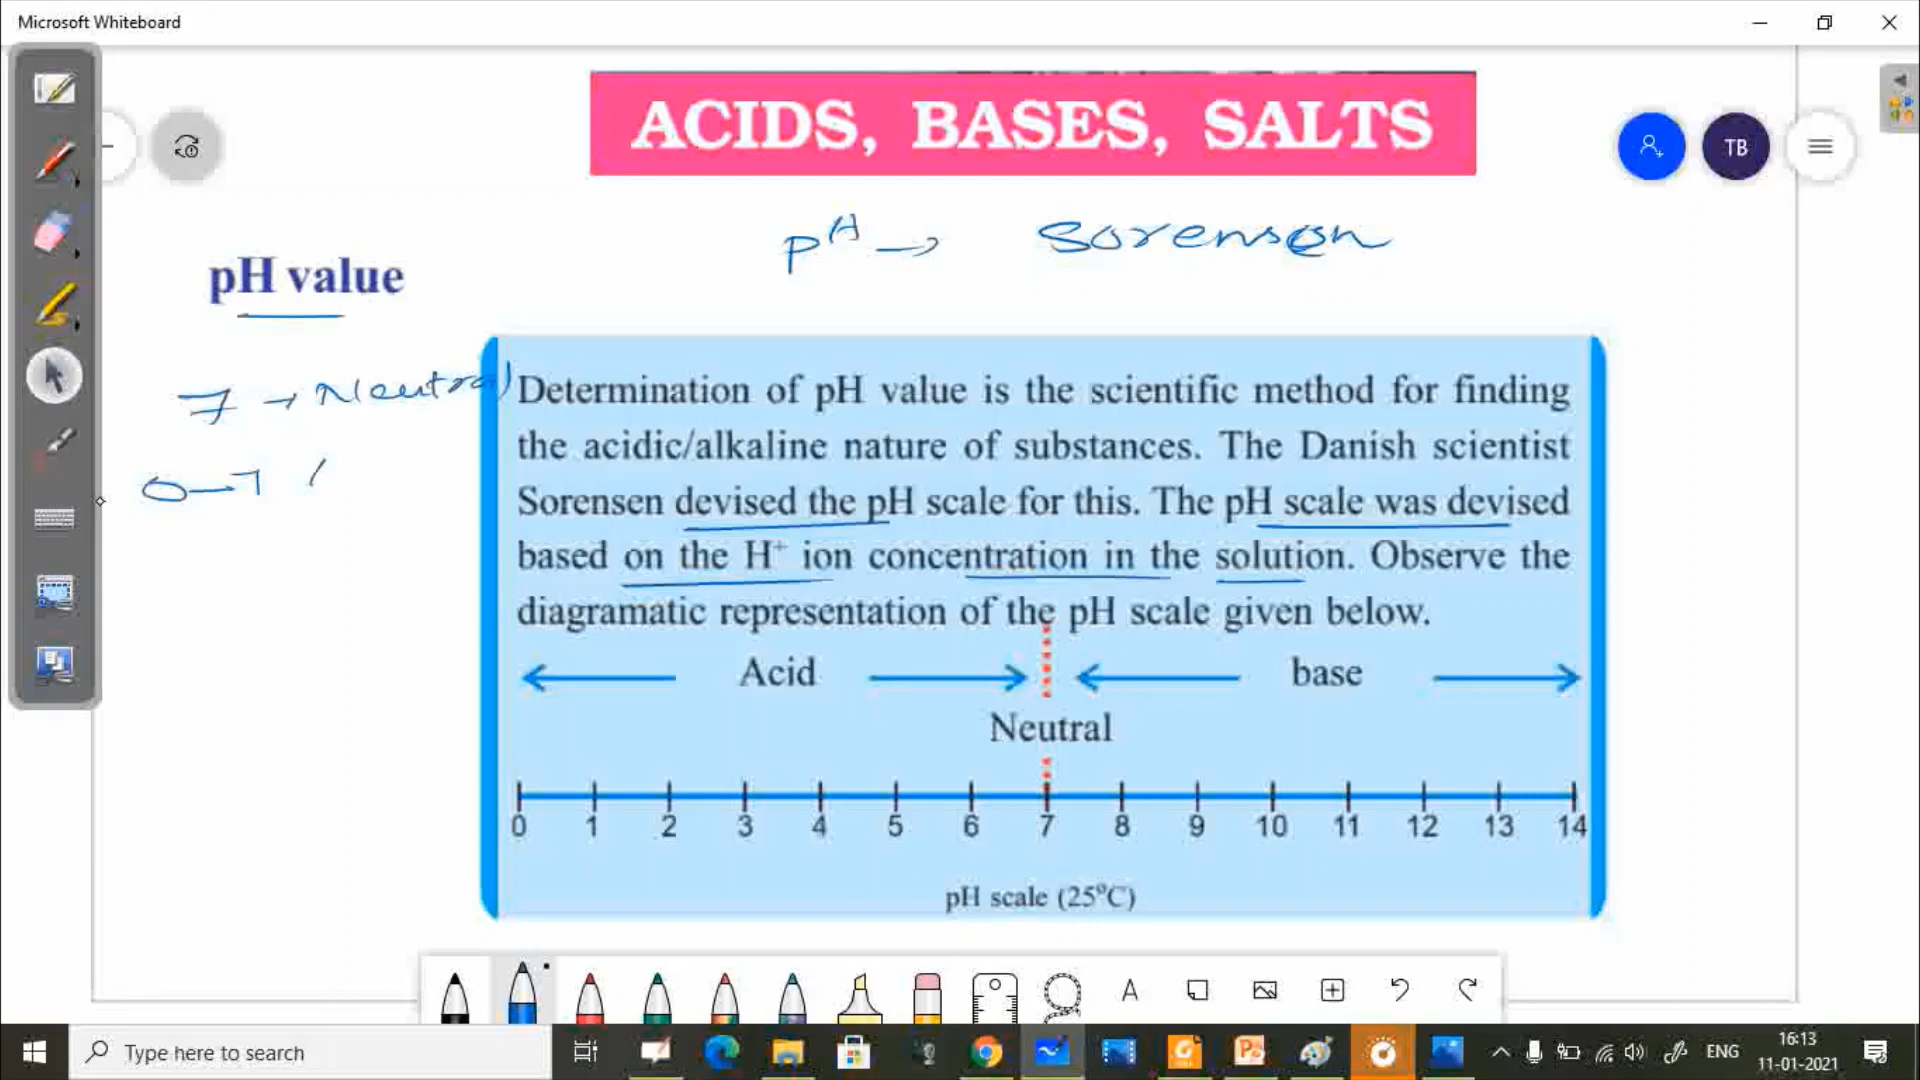 Microsoft Whiteboard
ACIDS, BASES, SALTS
TB
pH → Sorenson
pH value
7 → Neutral
0-7
Determination of pH value is the scientific method for finding
the acidic/alkaline nature of substances. The Danish scientist
Sorensen devised the pH scale for this. The pH scale was devised
based on the H⁺ ion concentration in the solution. Observe the
diagramatic representation of the pH scale given below.
Acid base
Neutral
0 1 2 3 4 5 6 7 8 9 10 11 12 13 14
pH scale (25⁰C)
A
Type here to search
ENG
16:13
11-01-2021